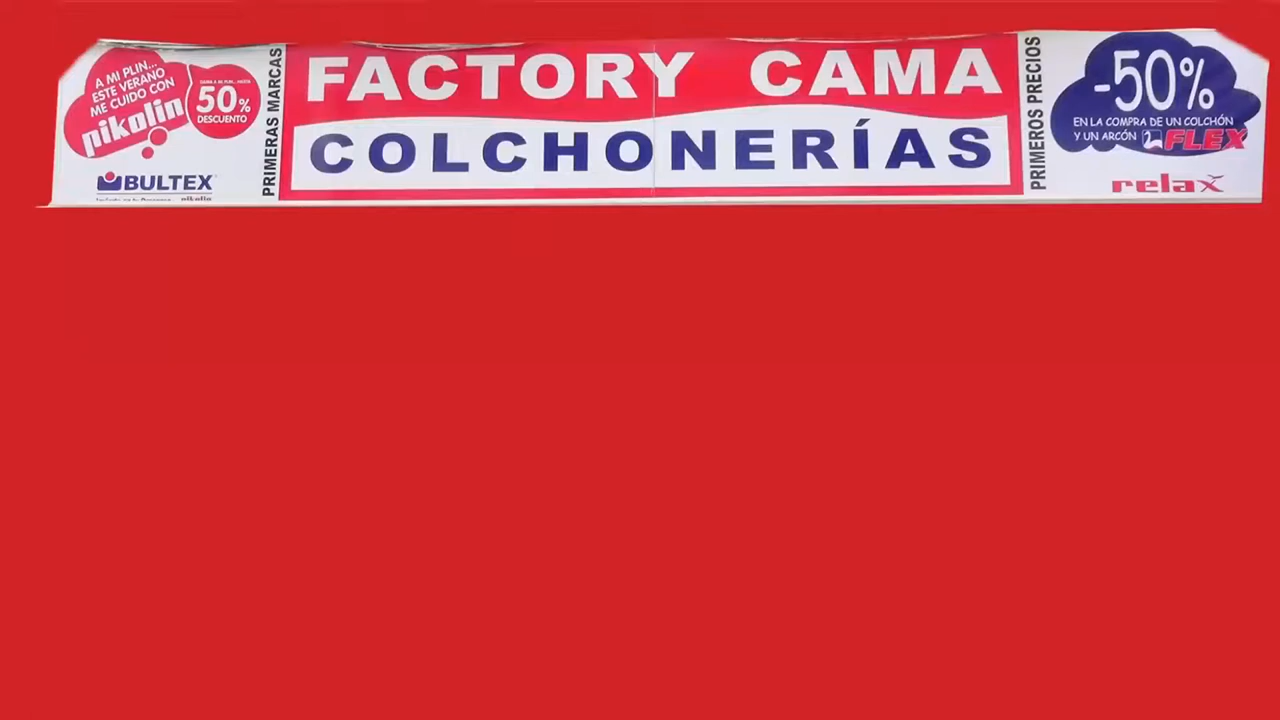 A MI PLIN...
ESTE VERANO
ME CUIDO CON
pikolin
50%
DESCUENTO
BULTEX
PRIMERAS MARCAS
FACTORY CAMA
COLCHONERÍAS
PRIMEROS PRECIOS
-50%
EN LA COMPRA DE UN COLCHÓN
Y UN ARCÓN FLEX
relax